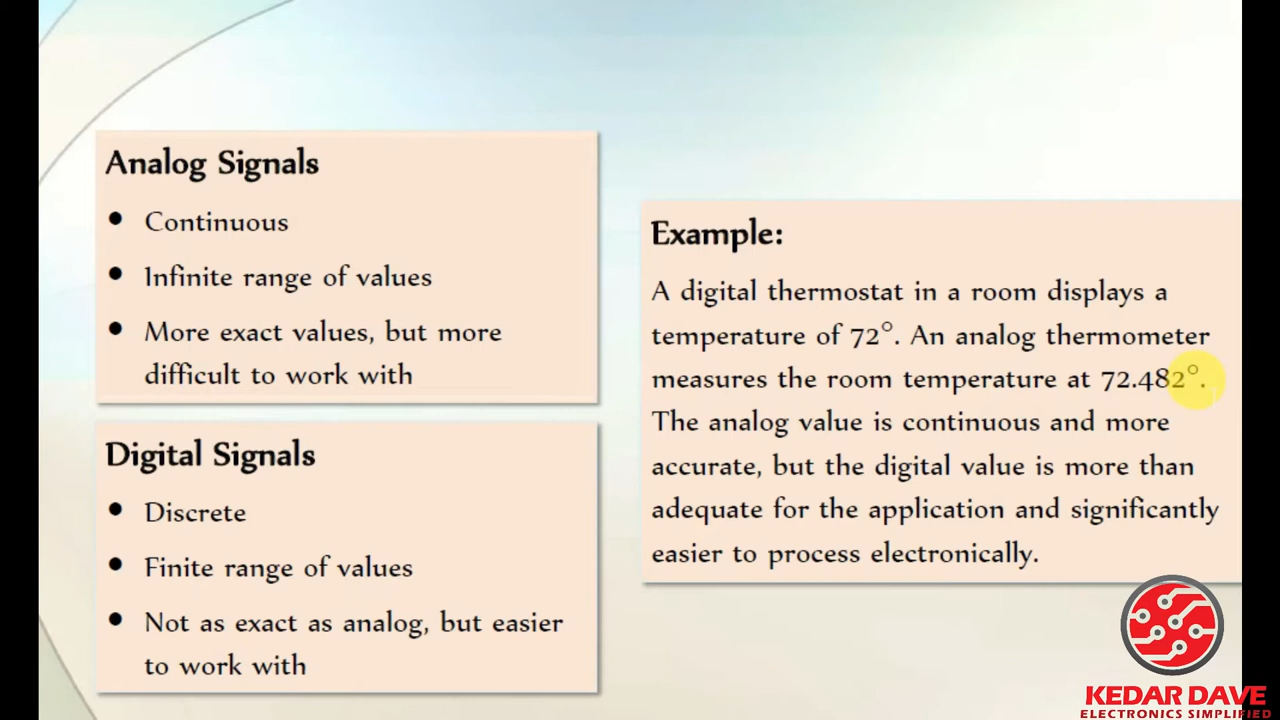 Analog Signals
• Continuous
• Infinite range of values
• More exact values, but more
difficult to work with
Digital Signals
• Discrete
• Finite range of values
• Not as exact as analog, but easier
to work with
Example:
A digital thermostat in a room displays a
temperature of 72°. An analog thermometer
measures the room temperature at 72.482°.
The analog value is continuous and more
accurate, but the digital value is more than
adequate for the application and significantly
easier to process electronically.
KEDAR DAVE
ELECTRONICS SIMPLIFIED